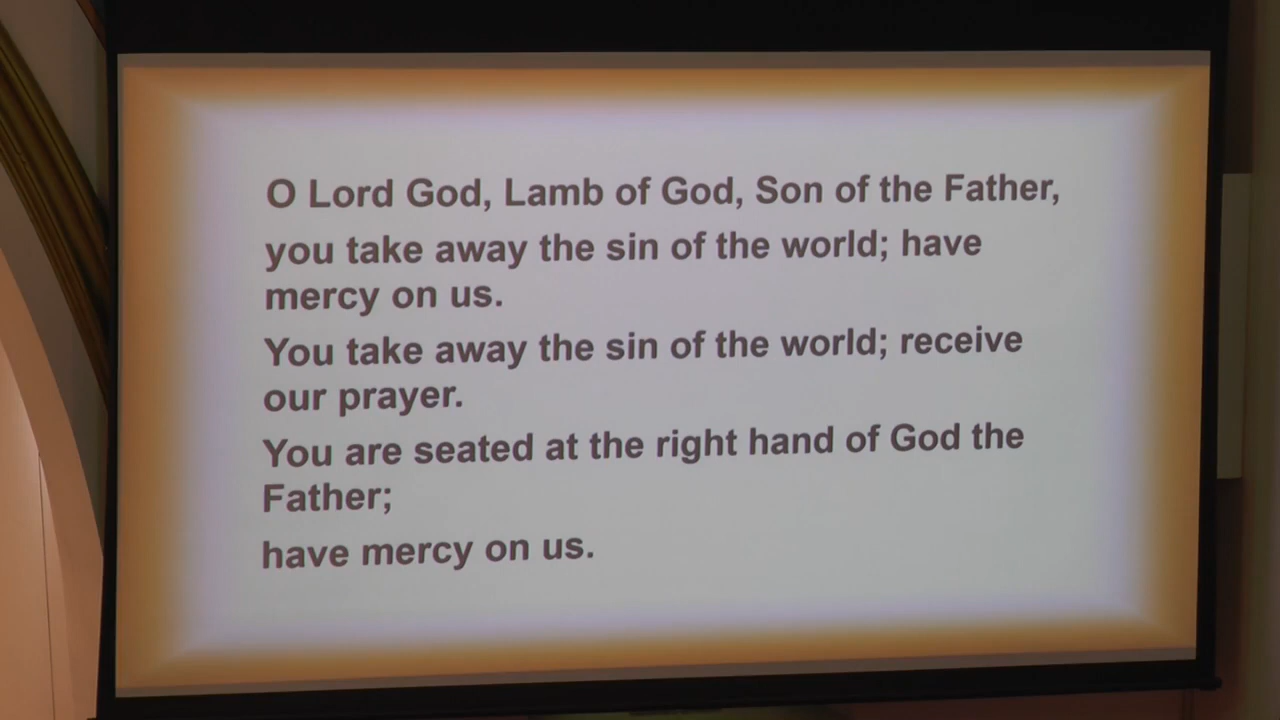 O Lord God, Lamb of God, Son of the Father,
you take away the sin of the world; have
mercy on us.
You take away the sin of the world; receive
our prayer.
You are seated at the right hand of God the
Father;
have mercy on us.